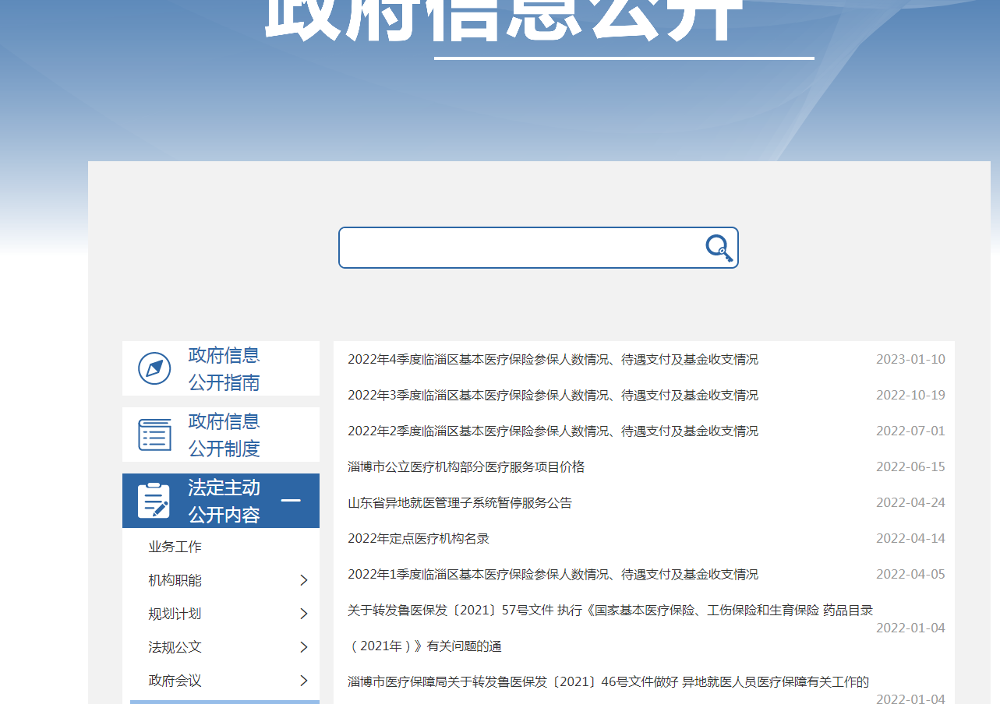 政府信息公开
政府信息
公开指南
政府信息
公开制度
法定主动
公开内容
业务工作
机构职能
规划计划
法规公文
政府会议
2022年4季度临淄区基本医疗保险参保人数情况、待遇支付及基金收支情况 2023-01-10
2022年3季度临淄区基本医疗保险参保人数情况、待遇支付及基金收支情况 2022-10-19
2022年2季度临淄区基本医疗保险参保人数情况、待遇支付及基金收支情况 2022-07-01
淄博市公立医疗机构部分医疗服务项目价格 2022-06-15
山东省异地就医管理子系统暂停服务公告 2022-04-24
2022年定点医疗机构名录 2022-04-14
2022年1季度临淄区基本医疗保险参保人数情况、待遇支付及基金收支情况 2022-04-05
关于转发鲁医保发〔2021〕57号文件 执行《国家基本医疗保险、工伤保险和生育保险 药品目录
（2021年）》有关问题的通
2022-01-04
淄博市医疗保障局关于转发鲁医保发〔2021〕46号文件做好 异地就医人员医疗保障有关工作的
2022-01-04